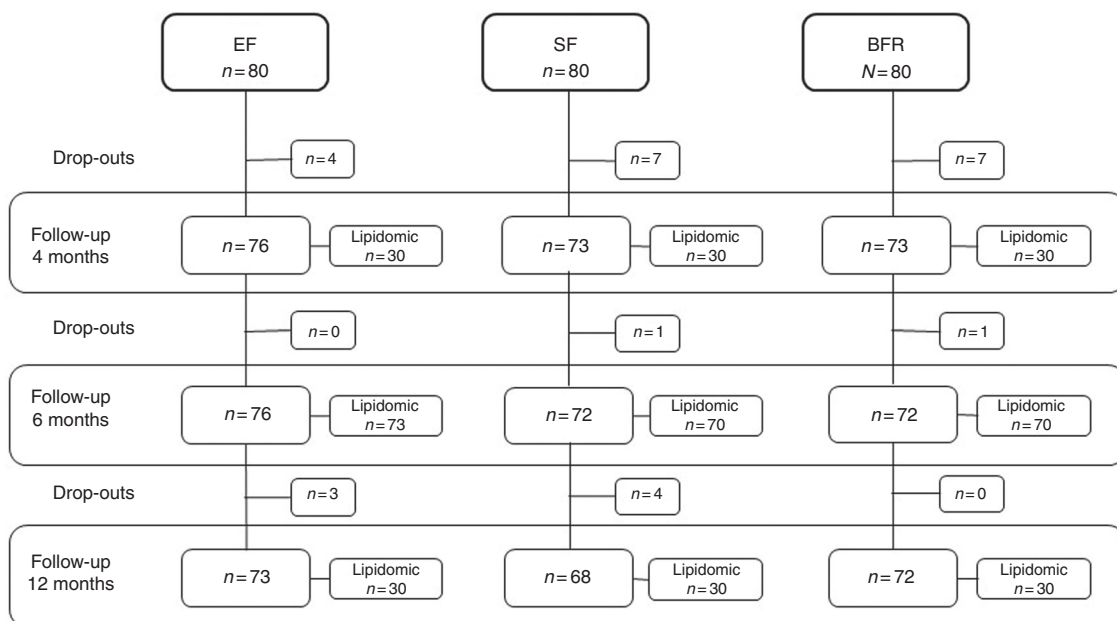 EF
n=80
SF
n=80
BFR
N=80
Drop-outs
n=4
n=7
n=7
Follow-up
4 months
n=76
Lipidomic
n=30
n=73
Lipidomic
n=30
n=73
Lipidomic
n=30
Drop-outs
n=0
n=1
n=1
Follow-up
6 months
n=76
Lipidomic
n=73
n=72
Lipidomic
n=70
n=72
Lipidomic
n=70
Drop-outs
n=3
n=4
n=0
Follow-up
12 months
n=73
Lipidomic
n=30
n=68
Lipidomic
n=30
n=72
Lipidomic
n=30